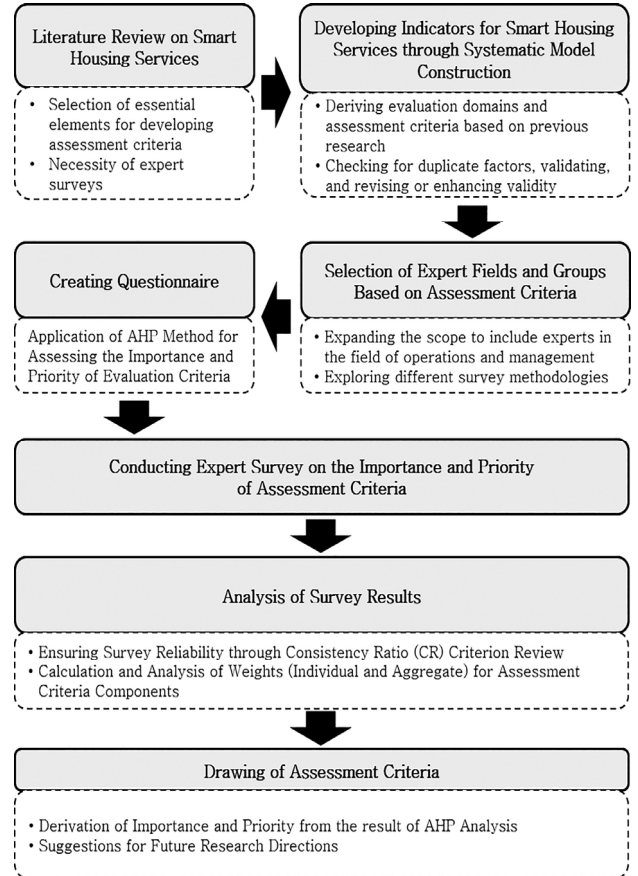 Literature Review on Smart
Housing Services
• Selection of essential
elements for developing
assessment criteria
• Necessity of expert
surveys
Developing Indicators for Smart Housing
Services through Systematic Model
Construction
• Deriving evaluation domains and
assessment criteria based on previous
research
• Checking for duplicate factors, validating,
and revising or enhancing validity
Selection of Expert Fields and Groups
Based on Assessment Criteria
• Expanding the scope to include experts in
the field of operations and management
• Exploring different survey methodologies
Creating Questionnaire
Application of AHP Method for
Assessing the Importance and
Priority of Evaluation Criteria
Conducting Expert Survey on the Importance and Priority
of Assessment Criteria
Analysis of Survey Results
• Ensuring Survey Reliability through Consistency Ratio (CR) Criterion Review
• Calculation and Analysis of Weights (Individual and Aggregate) for Assessment
Criteria Components
Drawing of Assessment Criteria
• Derivation of Importance and Priority from the result of AHP Analysis
• Suggestions for Future Research Directions